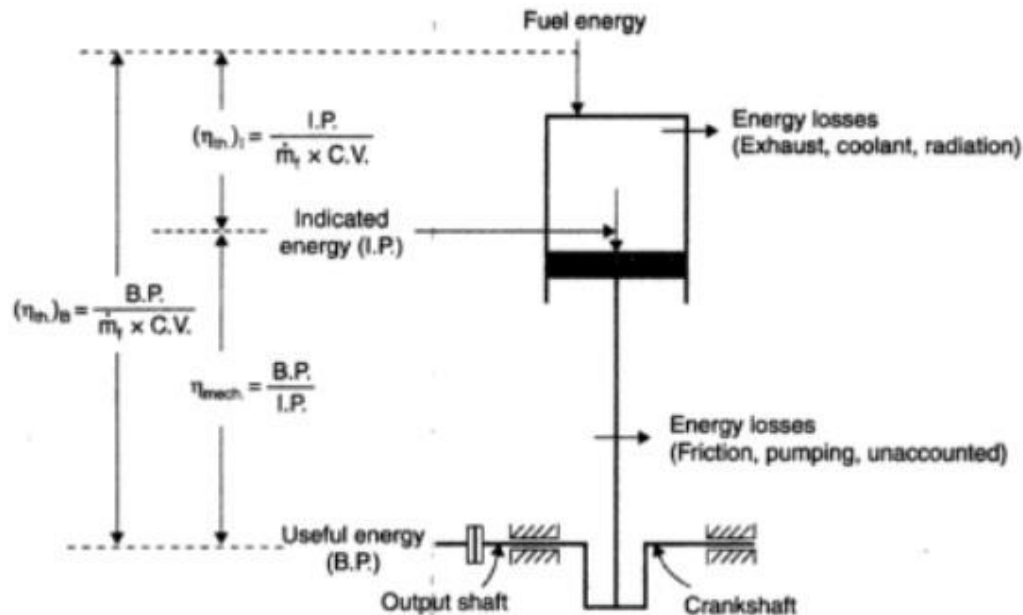 Fuel energy
Energy losses
(Exhaust, coolant, radiation)
(η_th.)_I = I.P. / ṁ_f × C.V.
Indicated
energy (I.P.)
(η_th.)_B = B.P. / ṁ_f × C.V.
η_mech. = B.P. / I.P.
Energy losses
(Friction, pumping, unaccounted)
Useful energy
(B.P.)
Output shaft
Crankshaft